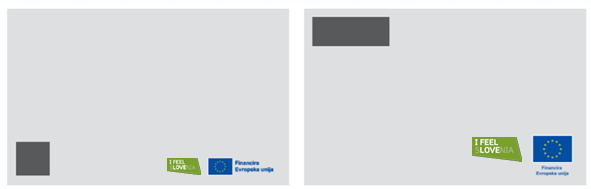 I FEEL
SLOVENIA
Financira
Evropska unija
I FEEL
SLOVENIA
Financira
Evropska unija